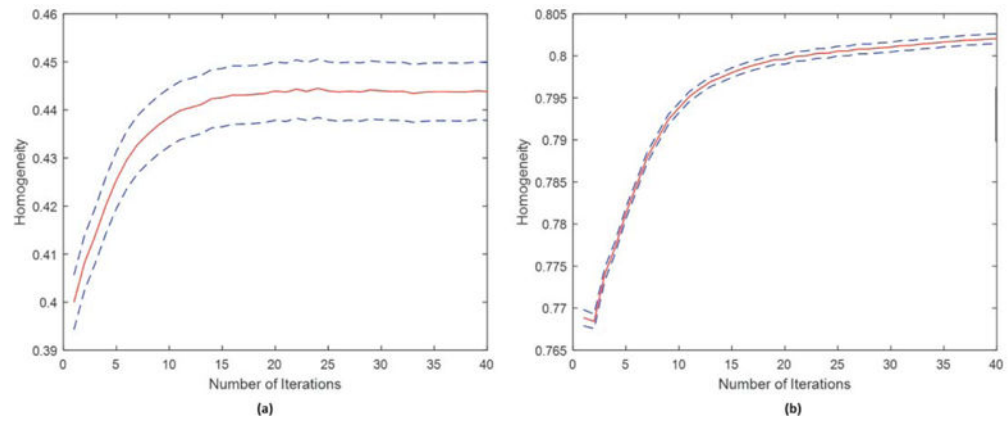 0.46
0.45
0.44
0.43
0.42
0.41
0.4
0.39
Homogeneity
0 5 10 15 20 25 30 35 40
Number of Iterations
(a)
0.805
0.8
0.795
0.79
0.785
0.78
0.775
0.77
0.765
Homogeneity
0 5 10 15 20 25 30 35 40
Number of Iterations
(b)